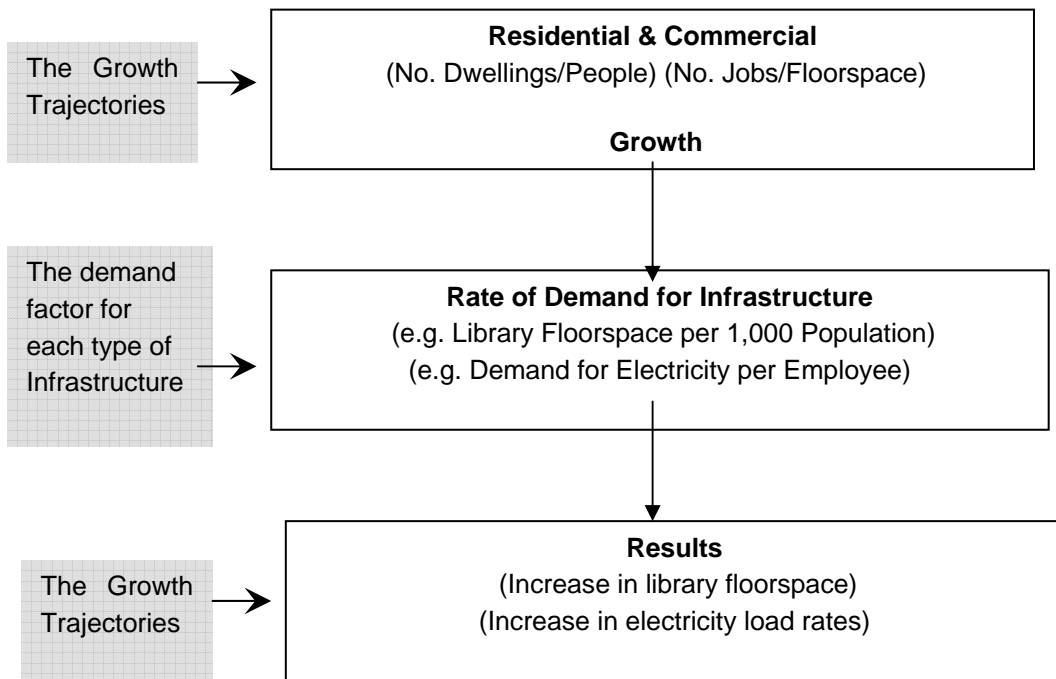 The Growth
Trajectories
Residential & Commercial
(No. Dwellings/People) (No. Jobs/Floorspace)
Growth
The demand
factor for
each type of
Infrastructure
Rate of Demand for Infrastructure
(e.g. Library Floorspace per 1,000 Population)
(e.g. Demand for Electricity per Employee)
The Growth
Trajectories
Results
(Increase in library floorspace)
(Increase in electricity load rates)